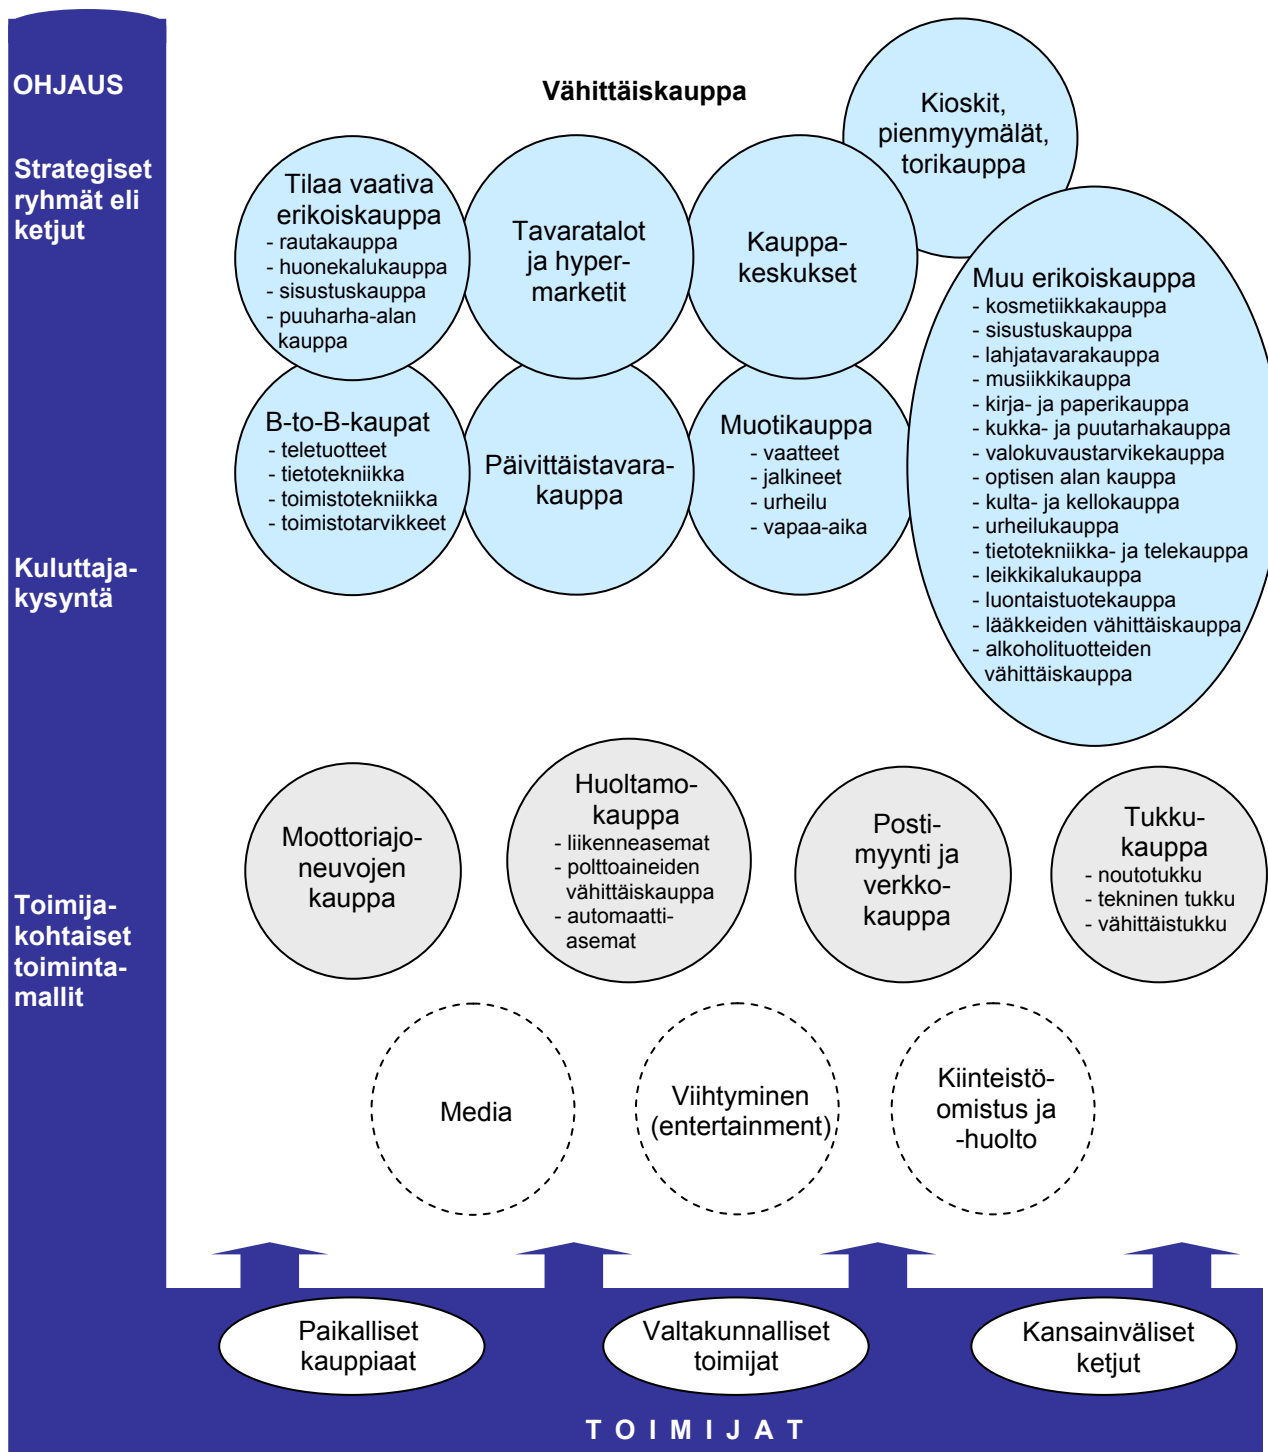 OHJAUS
Strategiset
ryhmät eli
ketjut
Kuluttaja-
kysyntä
Toimija-
kohtaiset
toiminta-
mallit
Vähittäiskauppa
Kioskit,
pienmyymälät,
torikauppa
Tilaa vaativa
erikoiskauppa
- rautakauppa
- huonekalukauppa
- sisustuskauppa
- puuharha-alan
kauppa
Tavaratalot
ja hyper-
marketit
Kauppa-
keskukset
Muu erikoiskauppa
- kosmetiikkakauppa
- sisustuskauppa
- lahjatavarakauppa
- musiikkikauppa
- kirja- ja paperikauppa
- kukka- ja puutarhakauppa
- valokuvaustarvikekauppa
- optisen alan kauppa
- kulta- ja kellokauppa
- urheilukauppa
- tietotekniikka- ja telekauppa
- leikkikalukauppa
- luontaistuotekauppa
- lääkkeiden vähittäiskauppa
- alkoholituotteiden
vähittäiskauppa
B-to-B-kaupat
- teletuotteet
- tietotekniikka
- toimistotekniikka
- toimistotarvikkeet
Päivittäistavara-
kauppa
Muotikauppa
- vaatteet
- jalkineet
- urheilu
- vapaa-aika
Moottoriajo-
neuvojen
kauppa
Huoltamo-
kauppa
- liikenneasemat
- polttoaineiden
vähittäiskauppa
- automaatti-
asemat
Posti-
myynti ja
verkko-
kauppa
Tukku-
kauppa
- noutotukku
- tekninen tukku
- vähittäistukku
Media
Viihtyminen
(entertainment)
Kiinteistö-
omistus ja
-huolto
Paikalliset
kauppiaat
Valtakunnalliset
toimijat
Kansainväliset
ketjut
TOIMIJAT